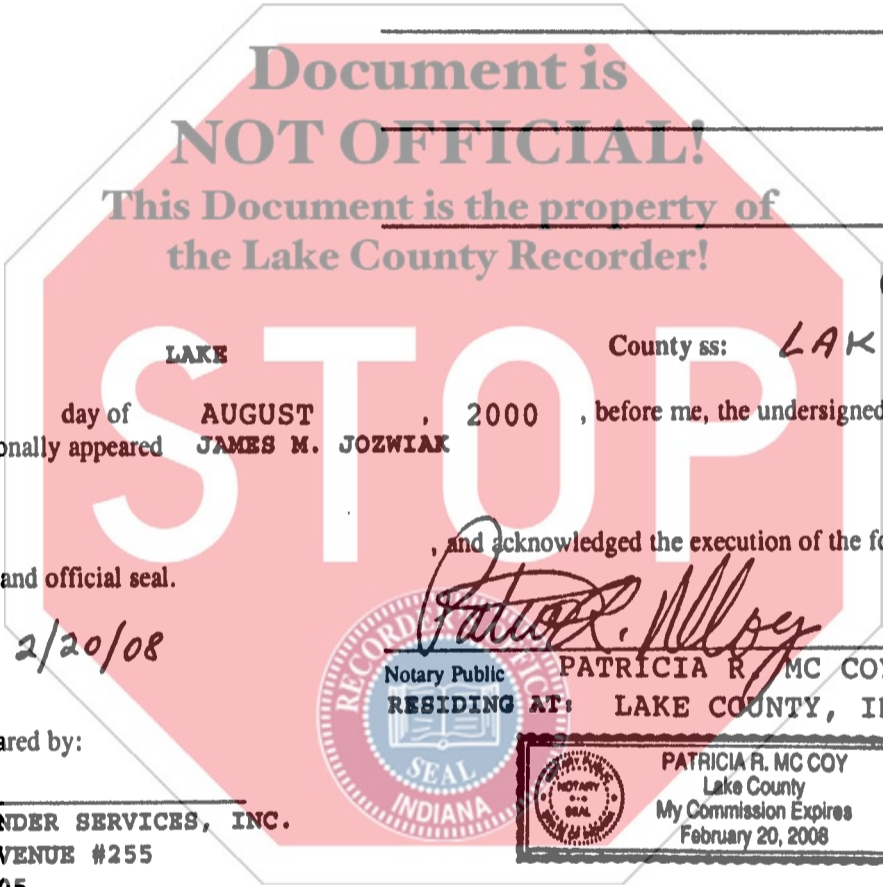 Document is
NOT OFFICIAL!
This Document is the property of
the Lake County Recorder!
STOP
LAKE County ss: LAK
day of AUGUST , 2000 , before me, the undersigned
onally appeared JAMES M. JOZWIAK
, and acknowledged the execution of the fo
and official seal.
2/20/08
Patricia R. McCoy
Notary Public PATRICIA R. MC COY
RESIDING AT: LAKE COUNTY, I
ared by:
RECORDER'S OFFICE
SEAL
INDIANA
NOTARY
SEAL
PATRICIA R. MC COY
Lake County
My Commission Expires
February 20, 2008
NDER SERVICES, INC.
VENUE #255